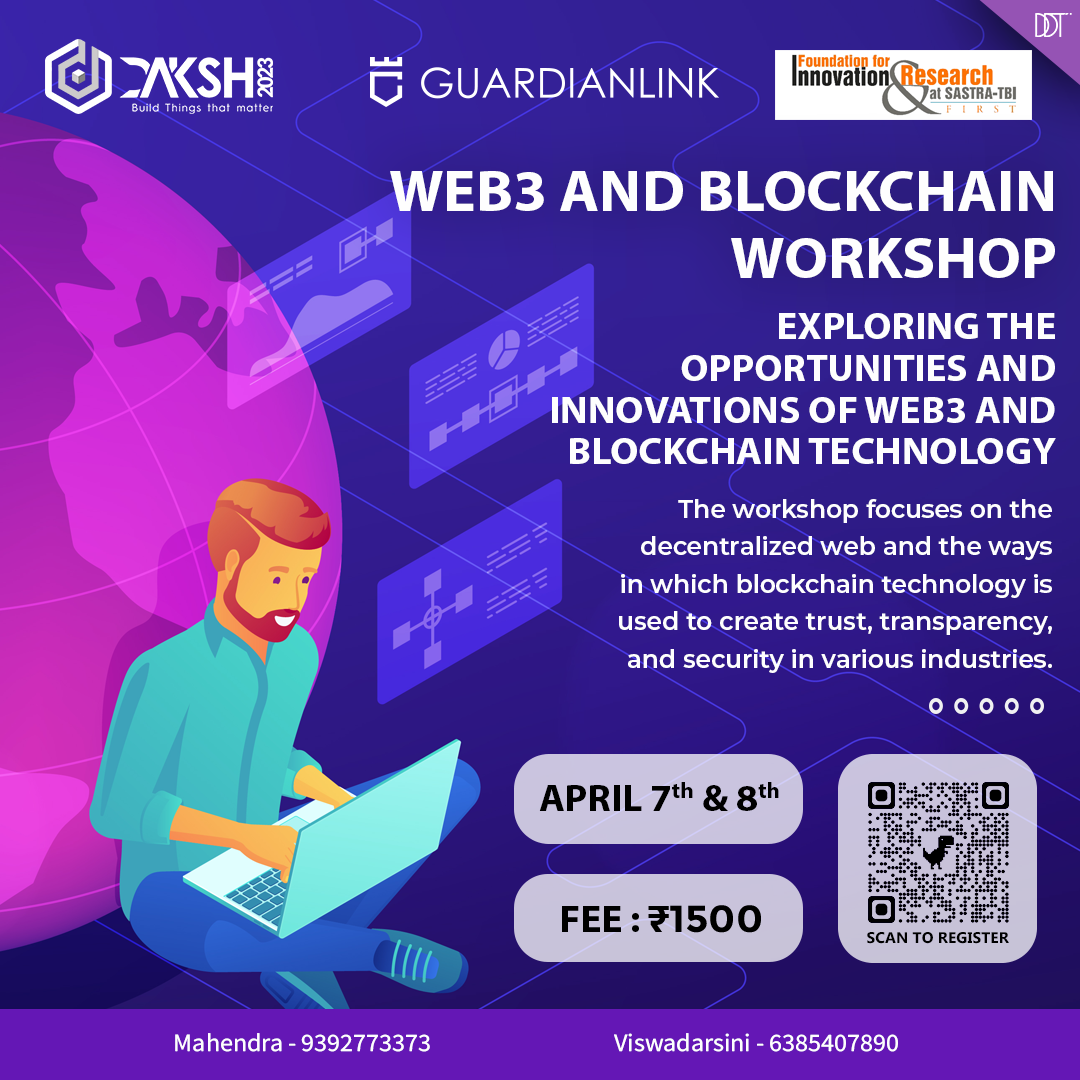 DAKSH 2023
Build Things that matter
GUARDIANLINK
Foundation for
Innovation & Research
at SASTRA-TBI
FIRST
DDT
WEB3 AND BLOCKCHAIN
WORKSHOP
EXPLORING THE
OPPORTUNITIES AND
INNOVATIONS OF WEB3 AND
BLOCKCHAIN TECHNOLOGY
The workshop focuses on the
decentralized web and the ways
in which blockchain technology is
used to create trust, transparency,
and security in various industries.
APRIL 7th & 8th
FEE : ₹1500
SCAN TO REGISTER
Mahendra - 9392773373
Viswadarsini - 6385407890